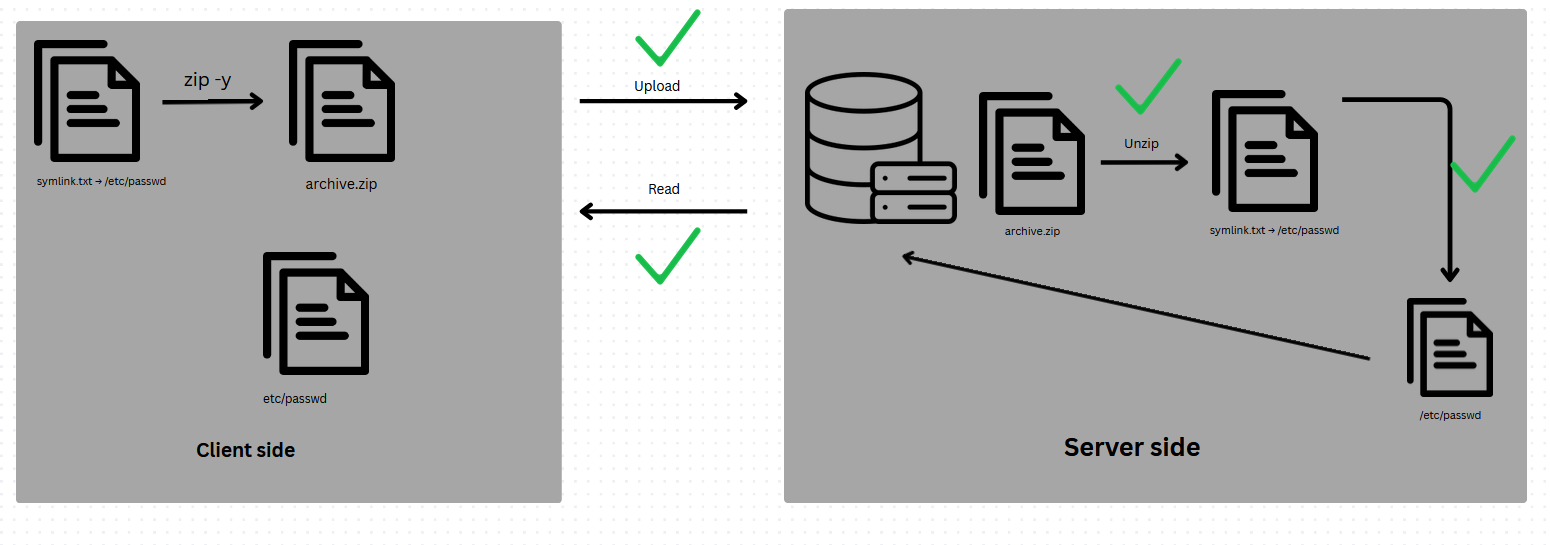 zip -y
symlink.txt → /etc/passwd
archive.zip
etc/passwd
Client side
Upload
Read
archive.zip
Unzip
symlink.txt → /etc/passwd
/etc/passwd
Server side